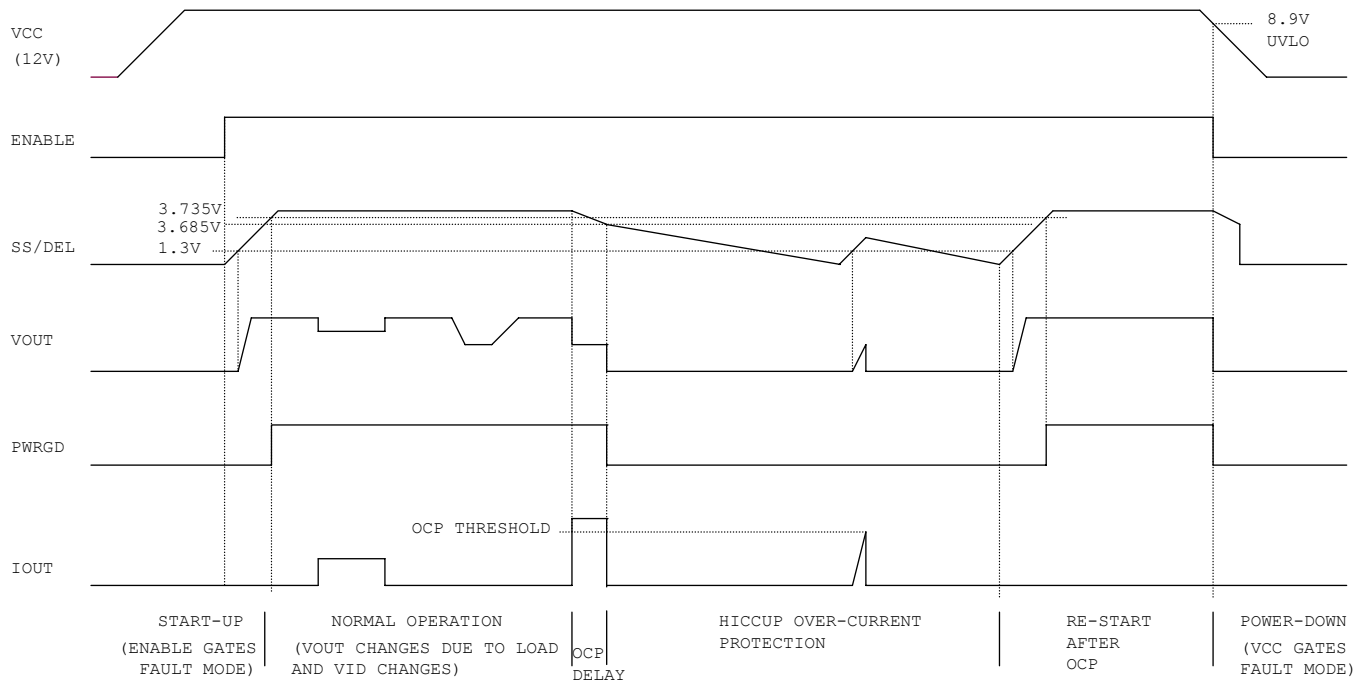 VCC
(12V)
8.9V
UVLO
ENABLE
3.735V
3.685V
SS/DEL
1.3V
VOUT
PWRGD
OCP THRESHOLD
IOUT
START-UP
(ENABLE GATES
FAULT MODE)
NORMAL OPERATION
(VOUT CHANGES DUE TO LOAD
AND VID CHANGES)
OCP
DELAY
HICCUP OVER-CURRENT
PROTECTION
RE-START
AFTER
OCP
POWER-DOWN
(VCC GATES
FAULT MODE)